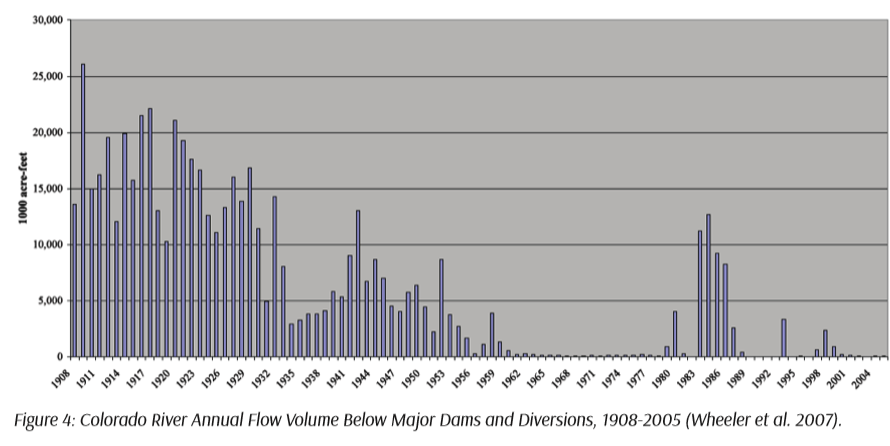 30,000
25,000
20,000
15,000
10,000
5,000
0
1000 acre-feet
1908 1911 1914 1917 1920 1923 1926 1929 1932 1935 1938 1941 1944 1947 1950 1953 1956 1959 1962 1965 1968 1971 1974 1977 1980 1983 1986 1989 1992 1995 1998 2001 2004
Figure 4: Colorado River Annual Flow Volume Below Major Dams and Diversions, 1908-2005 (Wheeler et al. 2007).